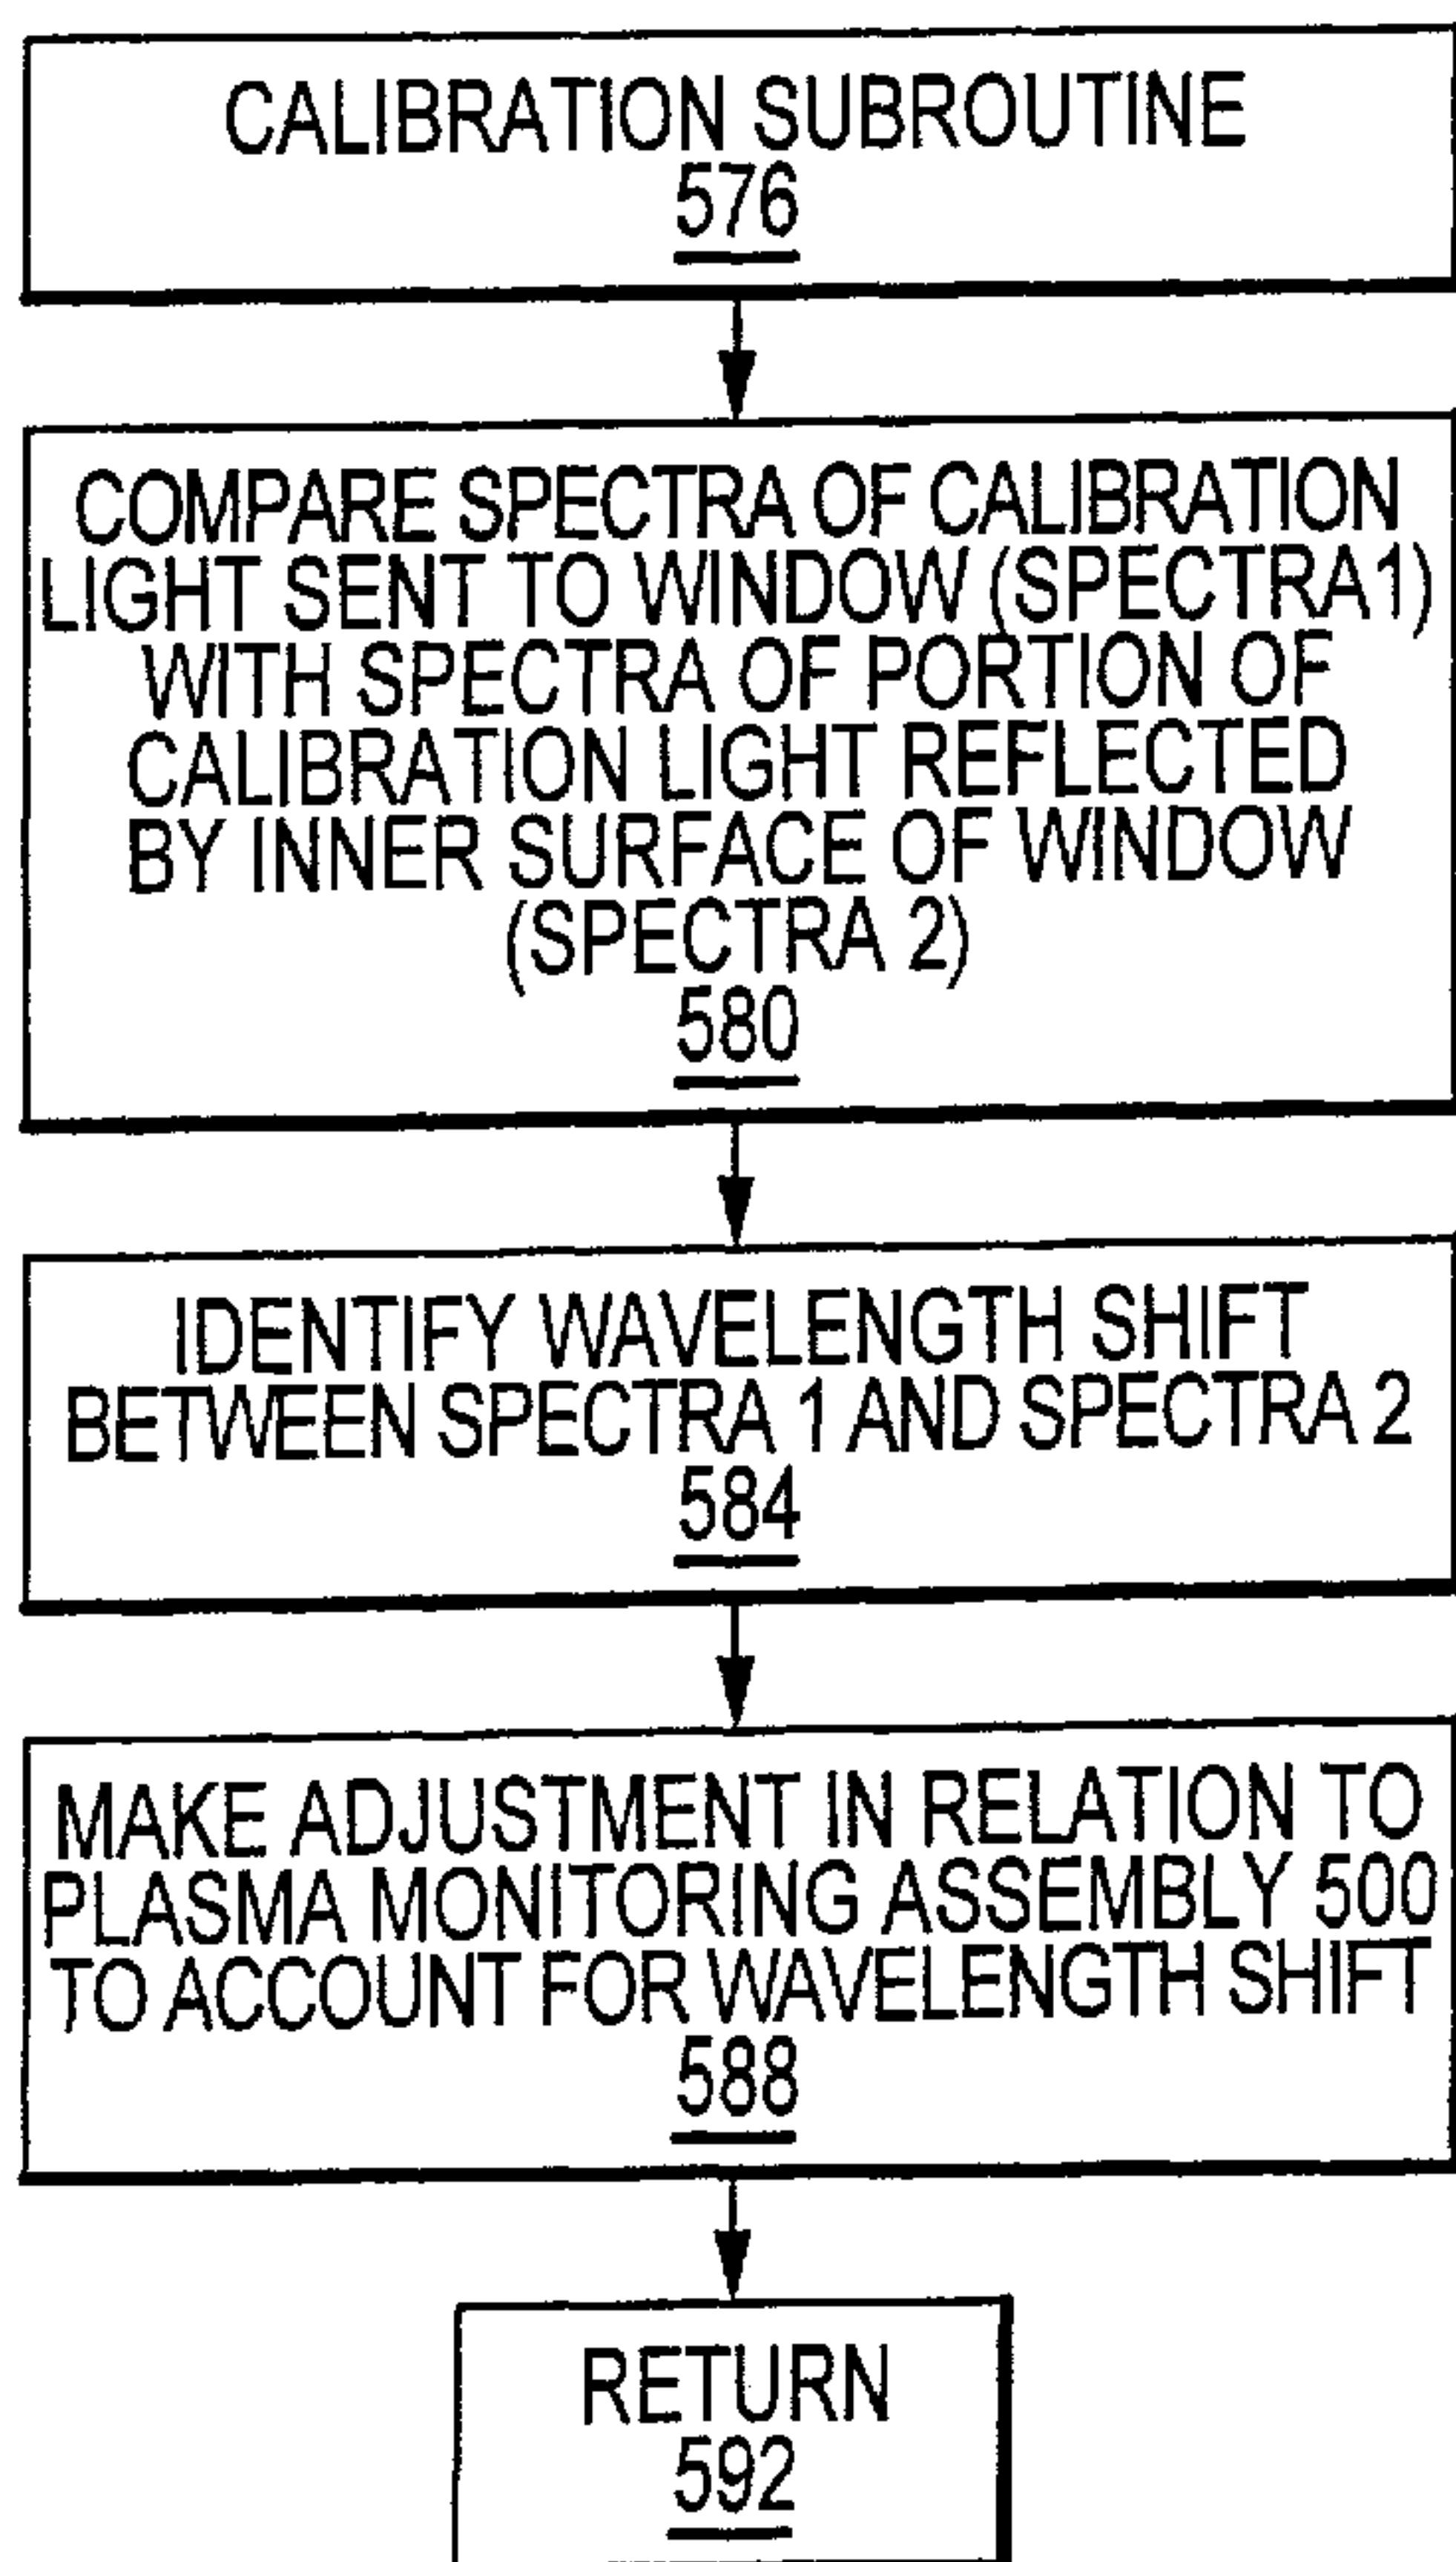 CALIBRATION SUBROUTINE
576
COMPARE SPECTRA OF CALIBRATION
LIGHT SENT TO WINDOW (SPECTRA1)
WITH SPECTRA OF PORTION OF
CALIBRATION LIGHT REFLECTED
BY INNER SURFACE OF WINDOW
(SPECTRA 2)
580
IDENTIFY WAVELENGTH SHIFT
BETWEEN SPECTRA 1 AND SPECTRA 2
584
MAKE ADJUSTMENT IN RELATION TO
PLASMA MONITORING ASSEMBLY 500
TO ACCOUNT FOR WAVELENGTH SHIFT
588
RETURN
592